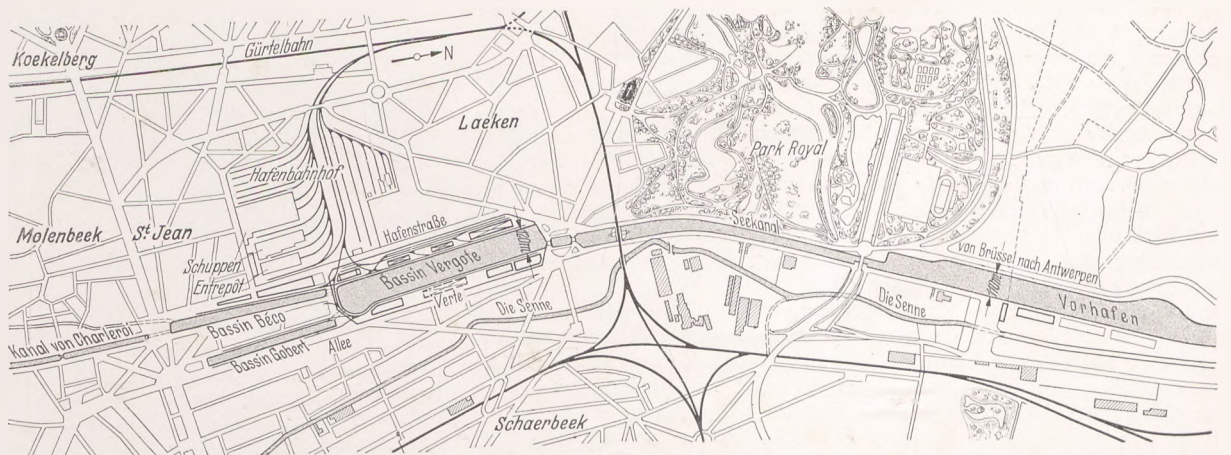 Koekelberg
Gürtelbahn
N
Laeken
Park Royal
Hafenbahnhof
Molenbeek St Jean
Hafenstraße
Seekanal
Schuppen
Entrepôt
Bassin Vergote
von Brüssel nach Antwerpen
Vorhafen
Kanal von Charleroi
Bassin Béco
Bassin Gobert
Allee
Verte
Die Senne
Die Senne
Schaerbeek